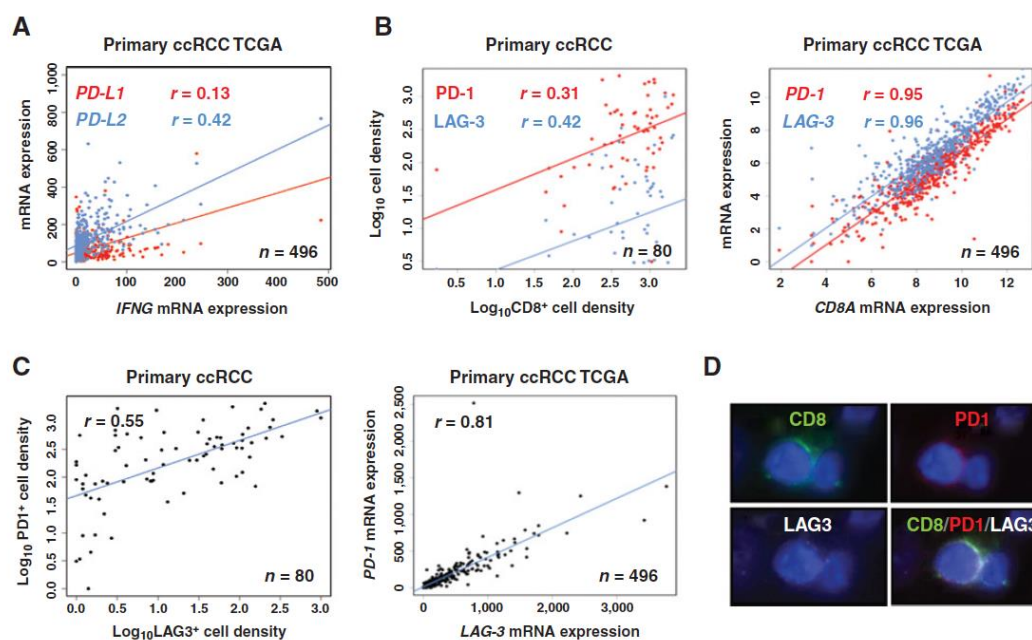 A
Primary ccRCC TCGA
mRNA expression
1,000
800
600
400
200
0
PD-L1 r = 0.13
PD-L2 r = 0.42
n = 496
0 100 200 300 400 500
IFNG mRNA expression
B
Primary ccRCC
Log10 cell density
3.0
2.5
2.0
1.5
1.0
0.5
PD-1 r = 0.31
LAG-3 r = 0.42
n = 80
0.5 1.0 1.5 2.0 2.5 3.0
Log10CD8+ cell density
Primary ccRCC TCGA
mRNA expression
10
8
6
4
2
0
PD-1 r = 0.95
LAG-3 r = 0.96
n = 496
2 4 6 8 10 12
CD8A mRNA expression
C
Primary ccRCC
Log10 PD1+ cell density
3.0
2.5
2.0
1.5
1.0
0.5
0.0
r = 0.55
n = 80
0.0 0.5 1.0 1.5 2.0 2.5 3.0
Log10LAG3+ cell density
Primary ccRCC TCGA
PD-1 mRNA expression
2,500
2,000
1,500
1,000
500
0
r = 0.81
n = 496
0 1,000 2,000 3,000
LAG-3 mRNA expression
D
CD8
PD1
LAG3
CD8/PD1/LAG3